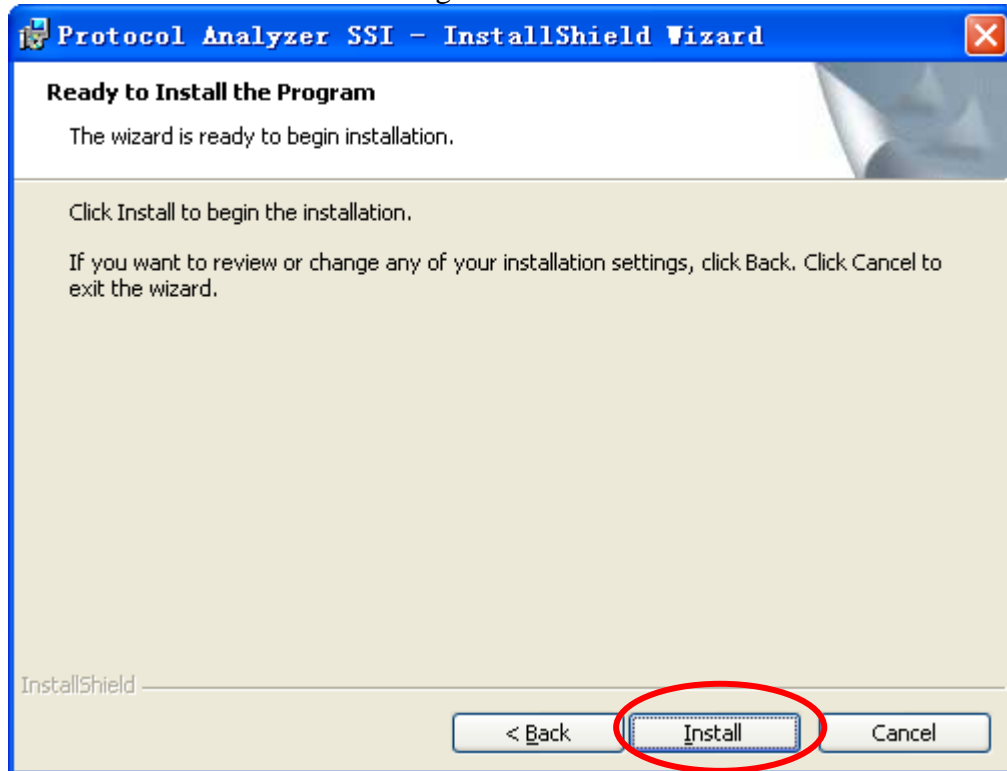 Protocol Analyzer SSI - InstallShield Wizard
Ready to Install the Program
The wizard is ready to begin installation.
Click Install to begin the installation.
If you want to review or change any of your installation settings, click Back. Click Cancel to
exit the wizard.
InstallShield
< Back
Install
Cancel